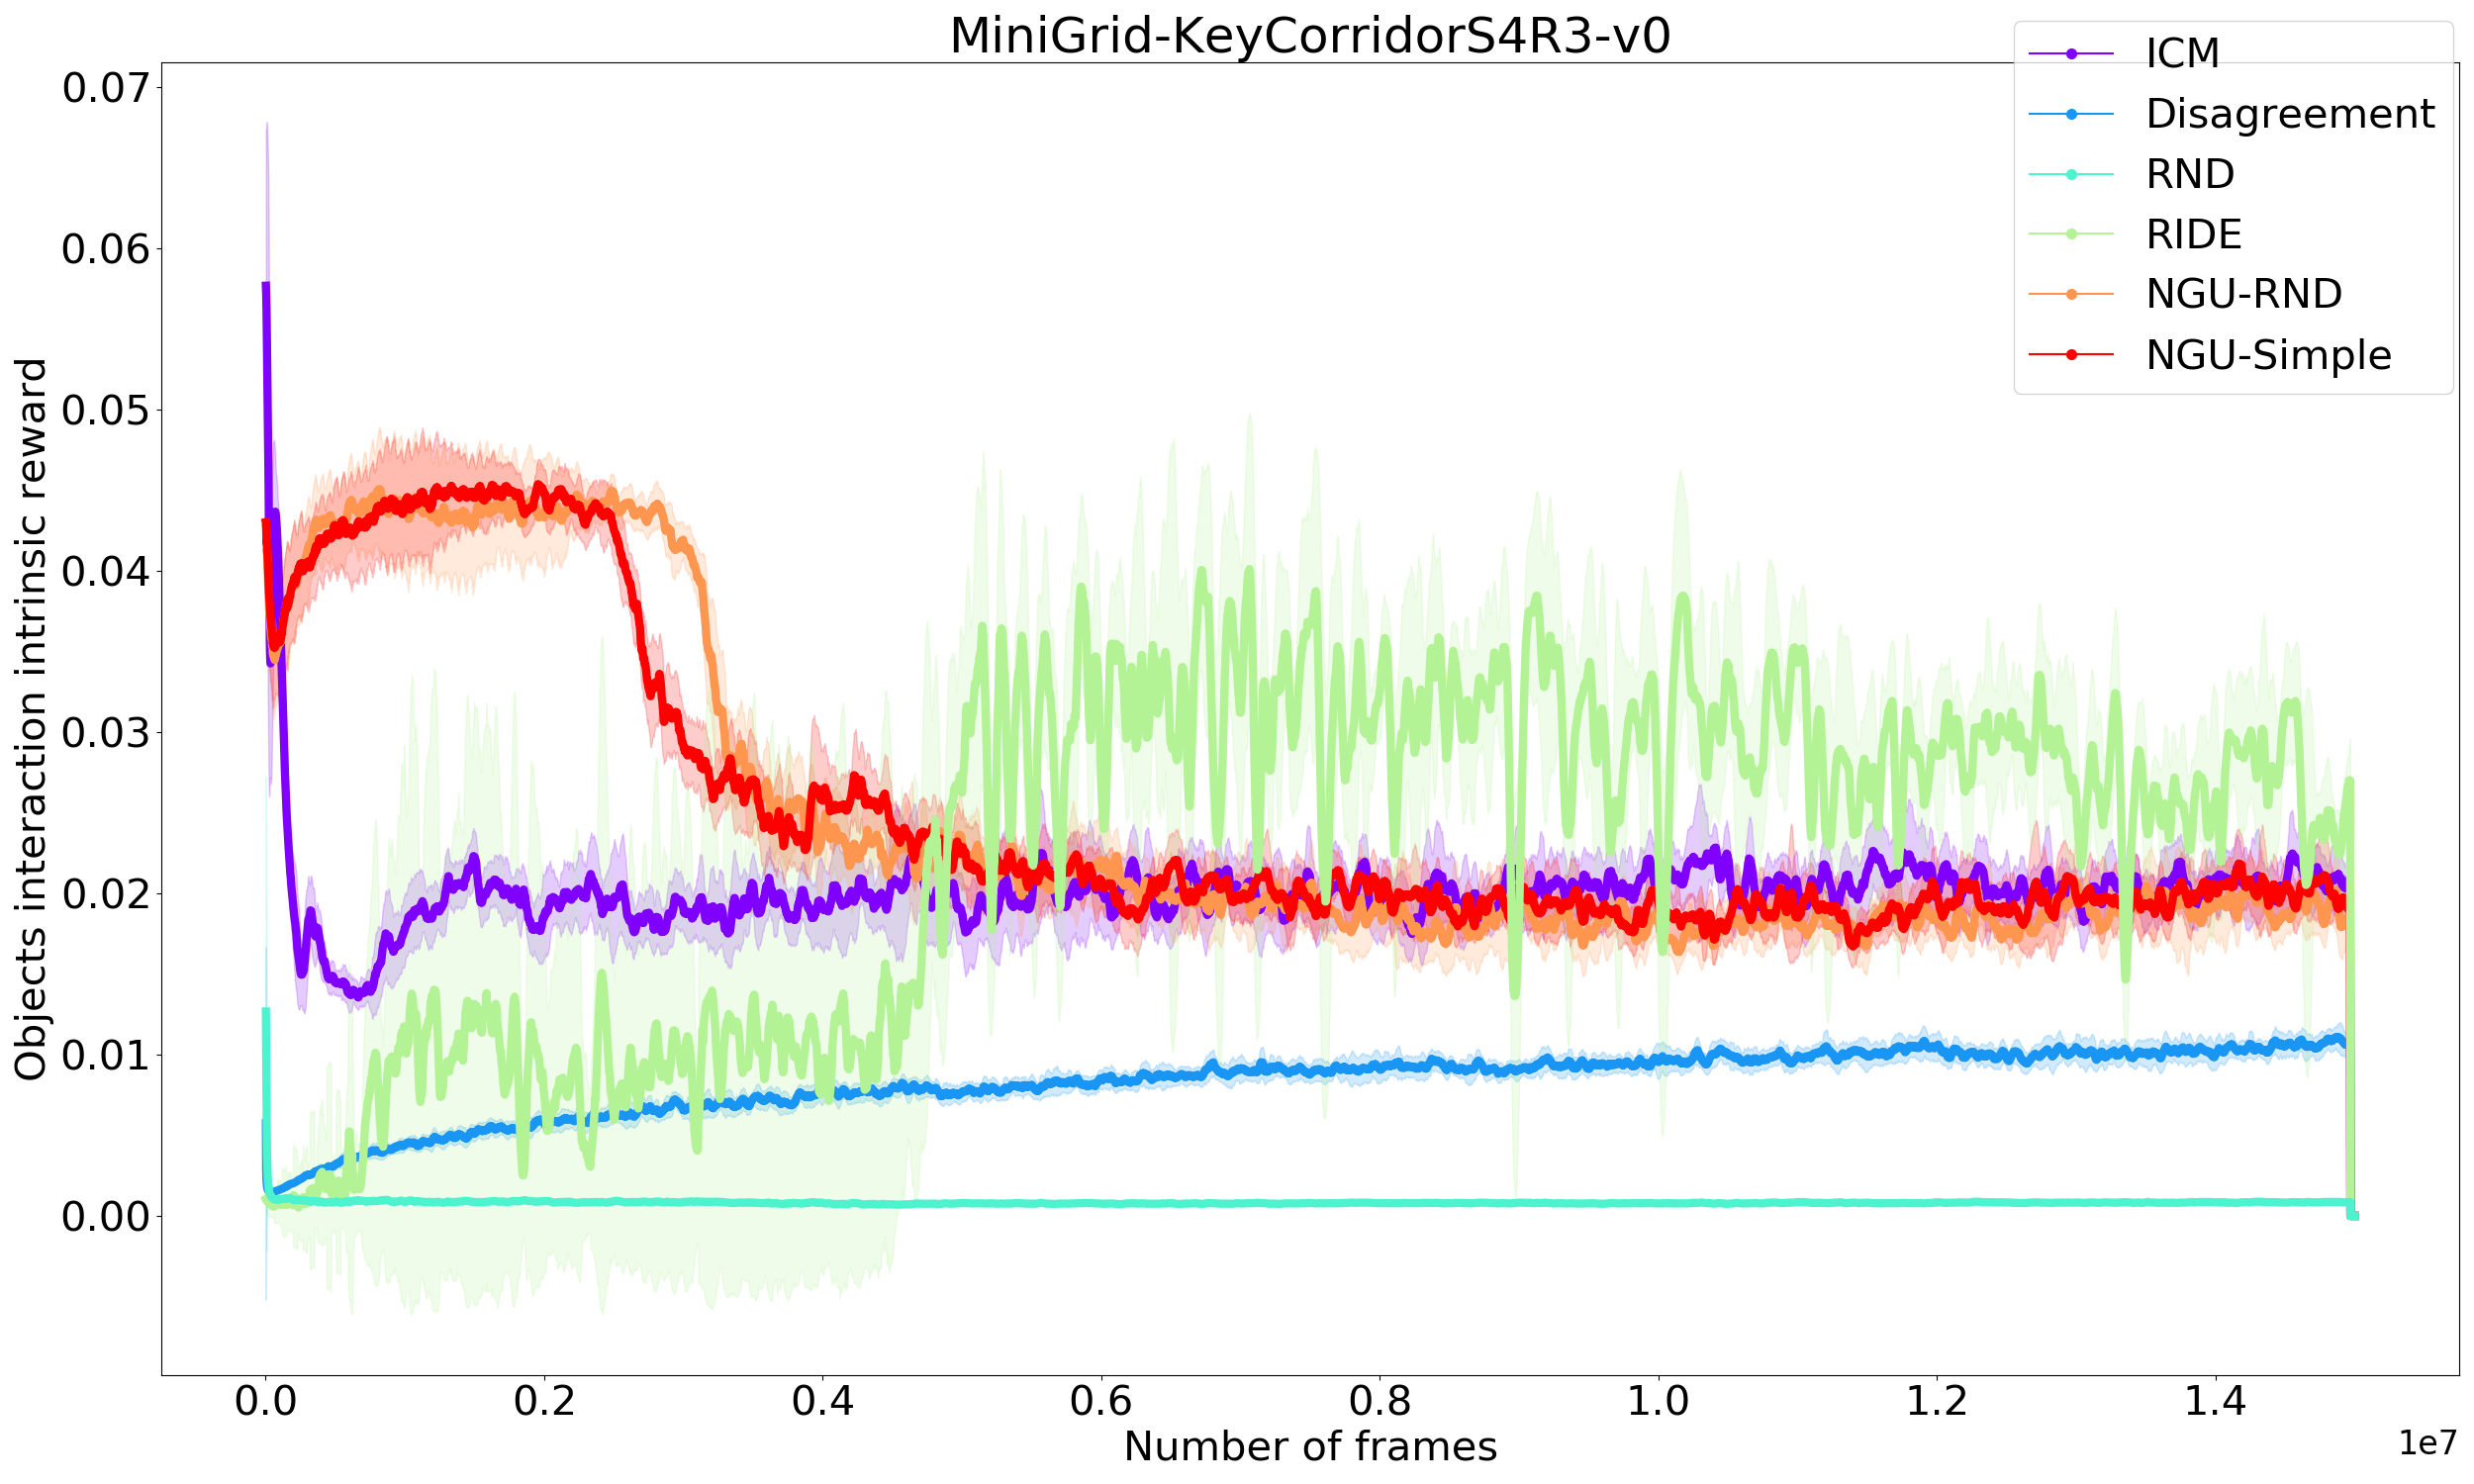 MiniGrid-KeyCorridorS4R3-v0
ICM
Disagreement
RND
RIDE
NGU-RND
NGU-Simple
Objects interaction intrinsic reward
0.07
0.06
0.05
0.04
0.03
0.02
0.01
0.00
0.0 0.2 0.4 0.6 0.8 1.0 1.2 1.4
1e7
Number of frames